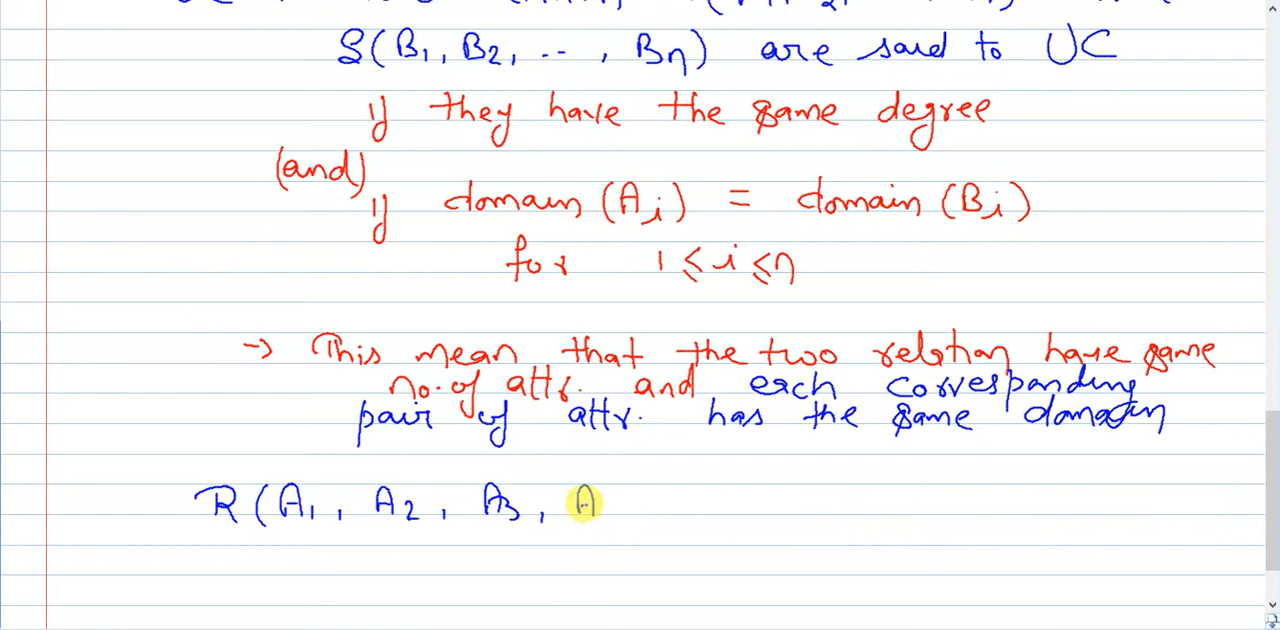 S(B1, B2, .. , Bn) are said to UC
if they have the same degree
(and)
if domain (Ai) = domain (Bi)
for 1 ≤ i ≤ n
→ This mean that the two relation have same
no. of attr. and each corresponding
pair of attr. has the same domain
R(A1, A2, A3, A